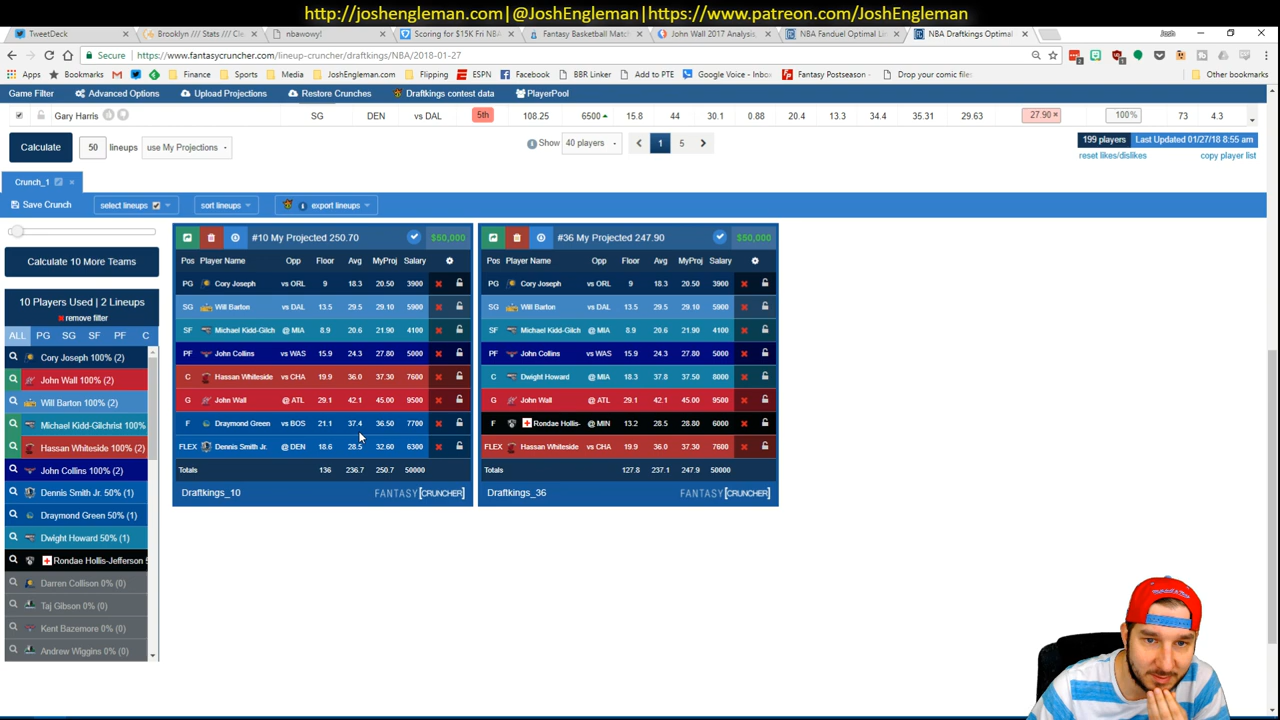 http://joshengleman.com|@JoshEngleman|https://www.patreon.com/JoshEngleman
TweetDeck
Brooklyn /// Stats /// Cle
nbawowy!
Scoring for $15K Fri NB
Fantasy Basketball Match
John Wall 2017 Analysis,
NBA Fanduel Optimal Lin
NBA Draftkings Optimal
Josh
Secure
https://www.fantasycruncher.com/lineup-cruncher/draftkings/NBA/2018-01-27
Apps
Bookmarks
Finance
Sports
Media
JoshEngleman.com
Flipping
ESPN
Facebook
BBR Linker
Add to PTE
Google Voice - Inbox
Fantasy Postseason -
Drop your comic files
Other bookmarks
Game Filter
Advanced Options
Upload Projections
Restore Crunches
Draftkings contest data
PlayerPool
Gary Harris SG DEN vs DAL 5th 108.25 6500 15.8 44 30.1 0.88 20.4 13.3 34.4 35.31 29.63 27.90 100% 73 4.3
Calculate 50 lineups use My Projections
Show 40 players 1 5
199 players Last Updated 01/27/18 8:55 am
reset likes/dislikes copy player list
Crunch_1
Save Crunch select lineups sort lineups export lineups
Calculate 10 More Teams
10 Players Used | 2 Lineups
remove filter
ALL PG SG SF PF C
Cory Joseph 100% (2)
John Wall 100% (2)
Will Barton 100% (2)
Michael Kidd-Gilchrist 100%
Hassan Whiteside 100% (2)
John Collins 100% (2)
Dennis Smith Jr. 50% (1)
Draymond Green 50% (1)
Dwight Howard 50% (1)
Rondae Hollis-Jefferson 5
Darren Collison 0% (0)
Taj Gibson 0% (0)
Kent Bazemore 0% (0)
Andrew Wiggins 0% (0)
#10 My Projected 250.70 $50,000
Pos Player Name Opp Floor Avg MyProj Salary
PG Cory Joseph vs ORL 9 18.3 20.50 3900
SG Will Barton vs DAL 13.5 29.5 29.10 5900
SF Michael Kidd-Gilch @ MIA 8.9 20.6 21.90 4100
PF John Collins vs WAS 15.9 24.3 27.80 5000
C Hassan Whiteside vs CHA 19.9 36.0 37.30 7600
G John Wall @ ATL 29.1 42.1 45.00 9500
F Draymond Green vs BOS 21.1 37.4 36.50 7700
FLEX Dennis Smith Jr. @ DEN 18.6 28.5 32.60 6300
Totals 136 236.7 250.7 50000
Draftkings_10 FANTASY [CRUNCHER]
#36 My Projected 247.90 $50,000
Pos Player Name Opp Floor Avg MyProj Salary
PG Cory Joseph vs ORL 9 18.3 20.50 3900
SG Will Barton vs DAL 13.5 29.5 29.10 5900
SF Michael Kidd-Gilch @ MIA 8.9 20.6 21.90 4100
PF John Collins vs WAS 15.9 24.3 27.80 5000
C Dwight Howard @ MIA 18.3 37.8 37.50 8000
G John Wall @ ATL 29.1 42.1 45.00 9500
F Rondae Hollis- @ MIN 13.2 28.5 28.80 6000
FLEX Hassan Whiteside vs CHA 19.9 36.0 37.30 7600
Totals 127.8 237.1 247.9 50000
Draftkings_36 FANTASY [CRUNCHER]